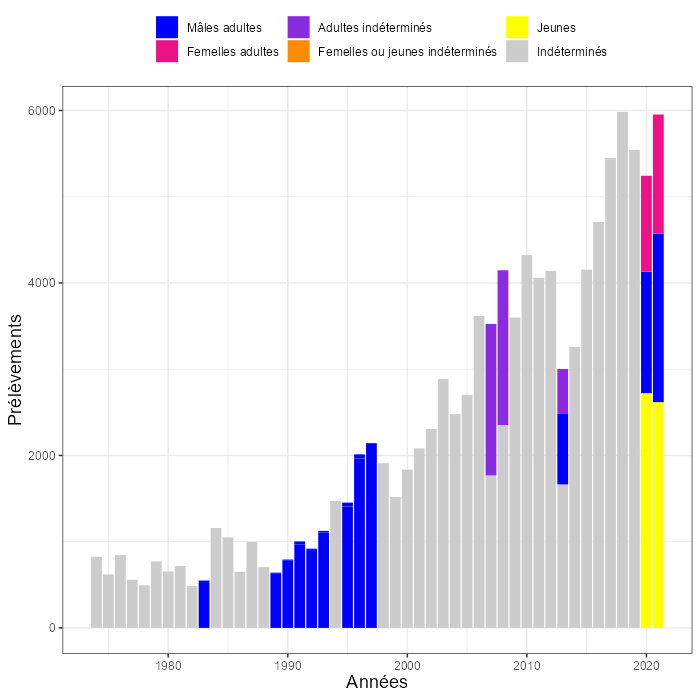 Mâles adultes Adultes indéterminés Jeunes
Femelles adultes Femelles ou jeunes indéterminés Indéterminés
6000
4000
2000
0
Prélèvements
1980 1990 2000 2010 2020
Années